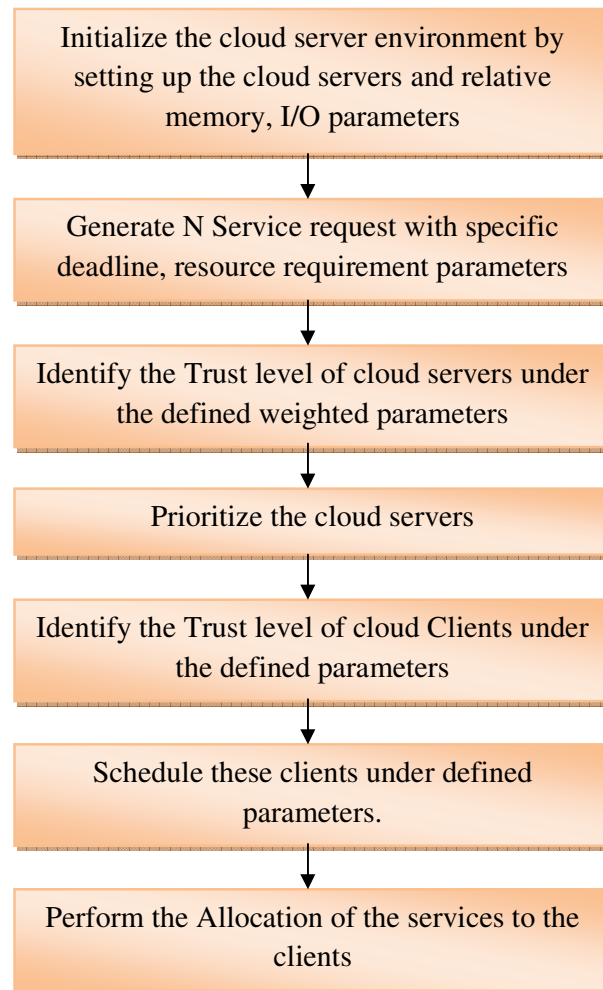 Initialize the cloud server environment by
setting up the cloud servers and relative
memory, I/O parameters
Generate N Service request with specific
deadline, resource requirement parameters
Identify the Trust level of cloud servers under
the defined weighted parameters
Prioritize the cloud servers
Identify the Trust level of cloud Clients under
the defined parameters
Schedule these clients under defined
parameters.
Perform the Allocation of the services to the
clients